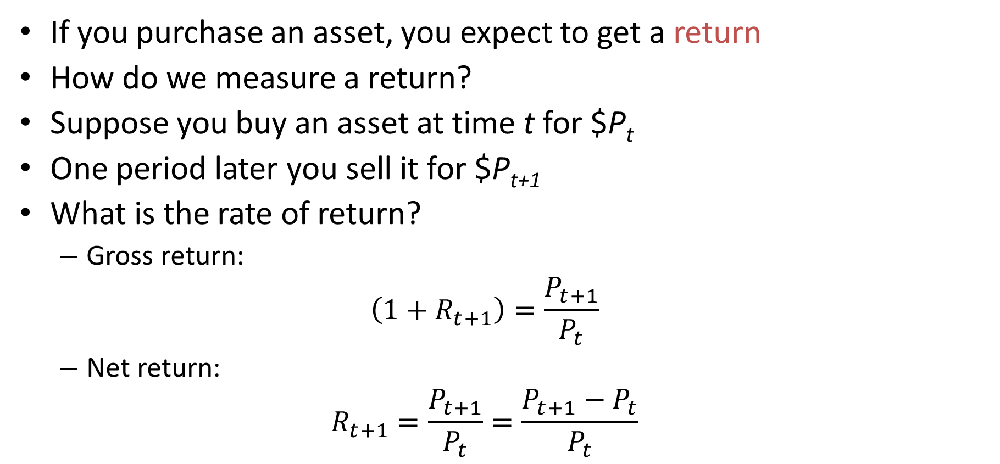 • If you purchase an asset, you expect to get a return
• How do we measure a return?
• Suppose you buy an asset at time t for $P_t
• One period later you sell it for $P_{t+1}
• What is the rate of return?
– Gross return:
(1 + R_{t+1}) = \frac{P_{t+1}}{P_t}
– Net return:
R_{t+1} = \frac{P_{t+1}}{P_t} = \frac{P_{t+1} − P_t}{P_t}